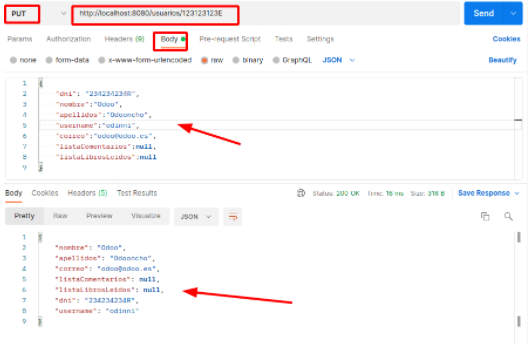 PUT http://localhost:8080/usuarios/123123123E Send
Params Authorization Headers (9) Body Pre-request Script Tests Settings Cookies
none form-data x-www-form-urlencoded raw binary GraphQL JSON Beautify
1 {
2 "dni": "234234234R",
3 "nombre":"Odoo",
4 "apellidos":"Odooncho",
5 "username":"odinni",
6 "correo":"odoo@odoo.es",
7 "listaComentarios":null,
8 "listaLibrosLeidos":null
9 }
Body Cookies Headers (5) Test Results Status: 200 OK Time: 16 ms Size: 316 B Save Response
Pretty Raw Preview Visualize JSON
1 {
2 "nombre": "Odoo",
3 "apellidos": "Odooncho",
4 "correo": "odoo@odoo.es",
5 "listaComentarios": null,
6 "listaLibrosLeidos": null,
7 "dni": "234234234R",
8 "username": "odinni"
9 }